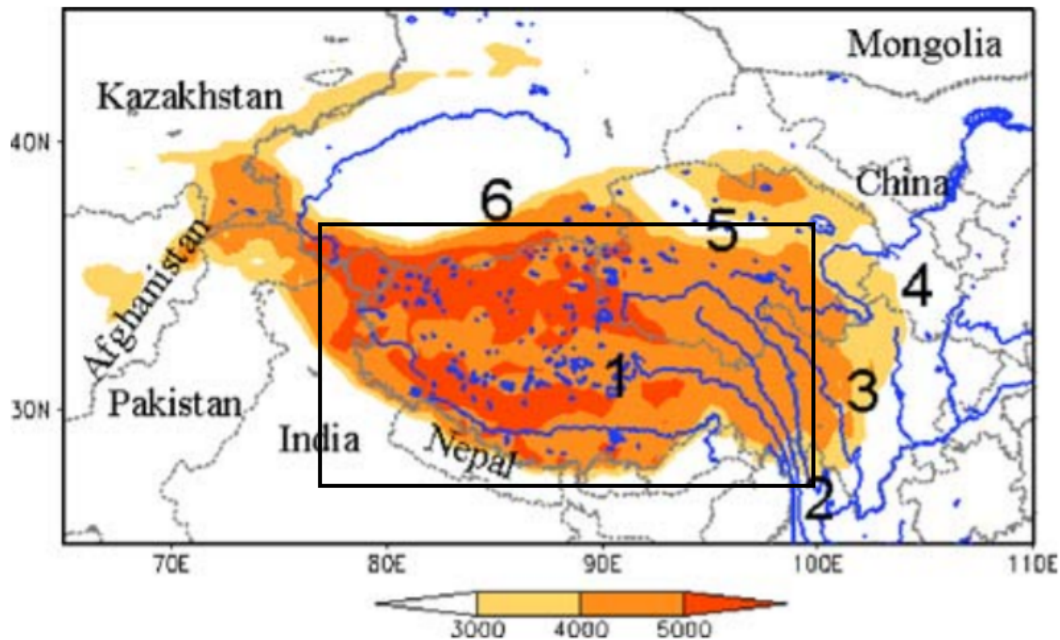 Mongolia
Kazakhstan
40N
China
6
5
Afghanistan
4
1
3
Pakistan
30N
India
Nepal
2
70E
80E
90E
100E
110E
3000
4000
5000